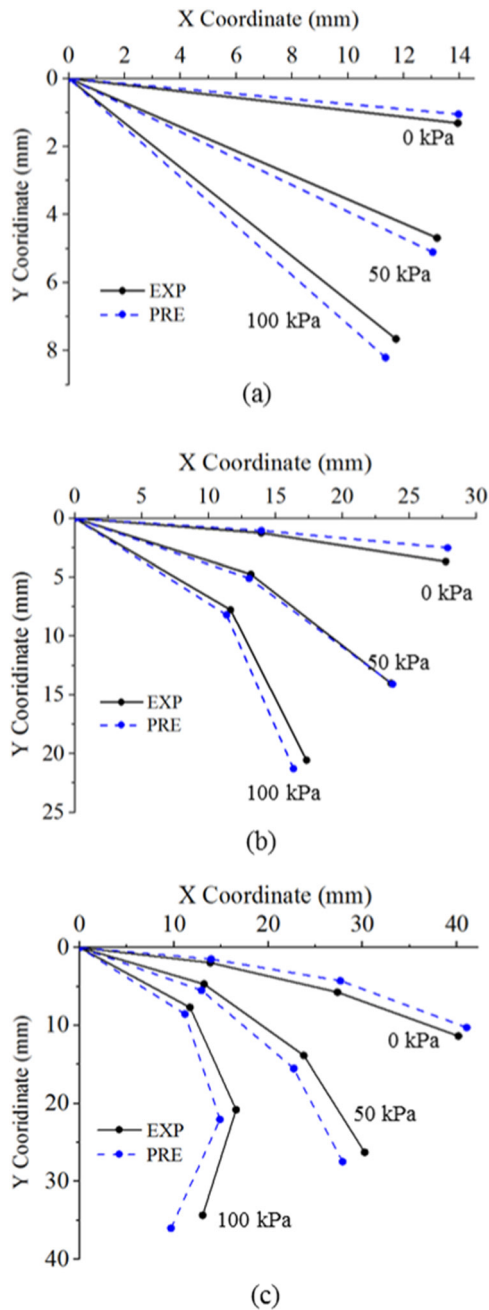 X Coordinate (mm)
0 2 4 6 8 10 12 14
Y Cooridinate (mm)
0
2
4
6
8
0 kPa
50 kPa
100 kPa
EXP
PRE
(a)
X Coordinate (mm)
0 5 10 15 20 25 30
Y Cooridinate (mm)
0
5
10
15
20
25
0 kPa
50 kPa
100 kPa
EXP
PRE
(b)
X Coordinate (mm)
0 10 20 30 40
Y Cooridinate (mm)
0
10
20
30
40
0 kPa
50 kPa
100 kPa
EXP
PRE
(c)